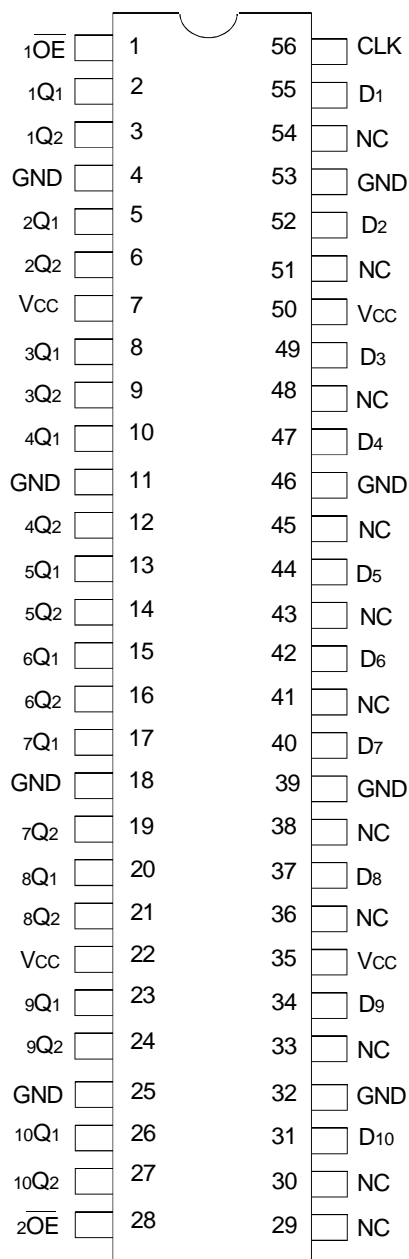 1O̅E̅ 1 56 CLK
1Q1 2 55 D1
1Q2 3 54 NC
GND 4 53 GND
2Q1 5 52 D2
2Q2 6 51 NC
VCC 7 50 VCC
3Q1 8 49 D3
3Q2 9 48 NC
4Q1 10 47 D4
GND 11 46 GND
4Q2 12 45 NC
5Q1 13 44 D5
5Q2 14 43 NC
6Q1 15 42 D6
6Q2 16 41 NC
7Q1 17 40 D7
GND 18 39 GND
7Q2 19 38 NC
8Q1 20 37 D8
8Q2 21 36 NC
VCC 22 35 VCC
9Q1 23 34 D9
9Q2 24 33 NC
GND 25 32 GND
10Q1 26 31 D10
10Q2 27 30 NC
2O̅E̅ 28 29 NC